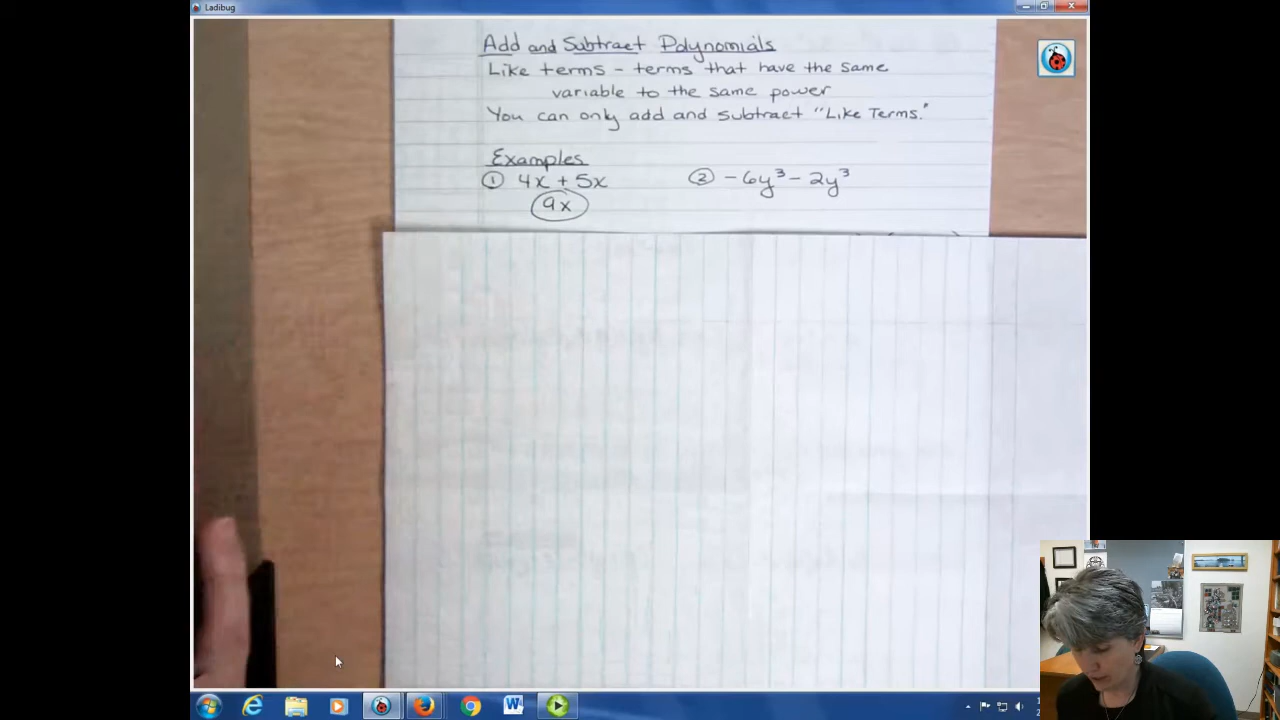 Ladibug
Add and Subtract Polynomials
Like terms - terms that have the same
variable to the same power
You can only add and subtract "Like Terms."
Examples
① 4x + 5x
② -6y³ - 2y³
9x